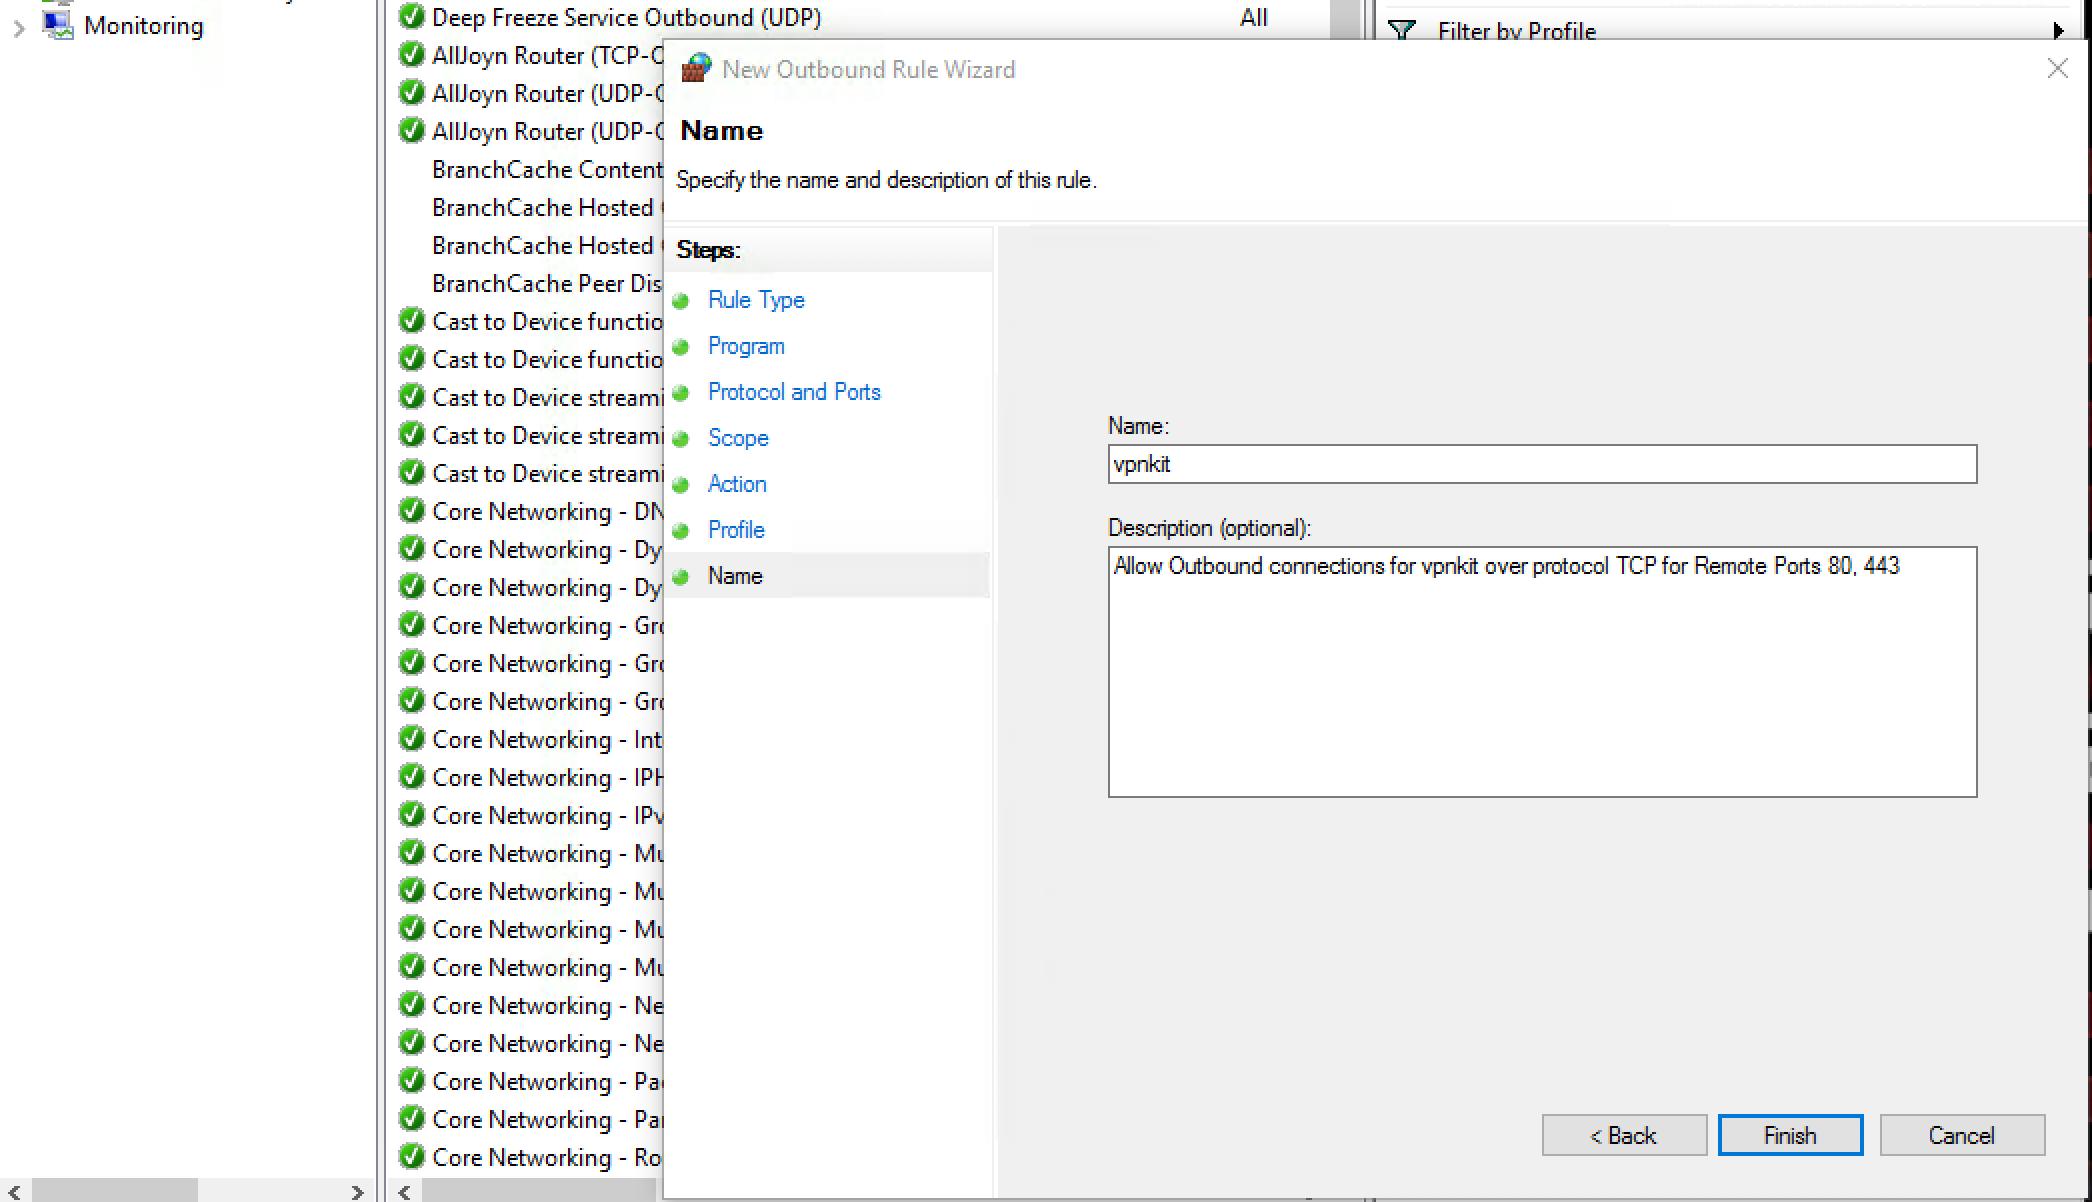 Monitoring
Deep Freeze Service Outbound (UDP) All
AllJoyn Router (TCP-
AllJoyn Router (UDP-
AllJoyn Router (UDP-
BranchCache Content
BranchCache Hosted
BranchCache Hosted
BranchCache Peer Dis
Cast to Device functio
Cast to Device functio
Cast to Device streami
Cast to Device streami
Cast to Device streami
Core Networking - DN
Core Networking - Dy
Core Networking - Dy
Core Networking - Gro
Core Networking - Gro
Core Networking - Gro
Core Networking - Int
Core Networking - IPH
Core Networking - IPv
Core Networking - Mu
Core Networking - Mu
Core Networking - Mu
Core Networking - Mu
Core Networking - Ne
Core Networking - Ne
Core Networking - Pac
Core Networking - Par
Core Networking - Ro
Filter by Profile
New Outbound Rule Wizard
Name
Specify the name and description of this rule.
Steps:
Rule Type
Program
Protocol and Ports
Scope
Action
Profile
Name
Name:
vpnkit
Description (optional):
Allow Outbound connections for vpnkit over protocol TCP for Remote Ports 80, 443
< Back
Finish
Cancel